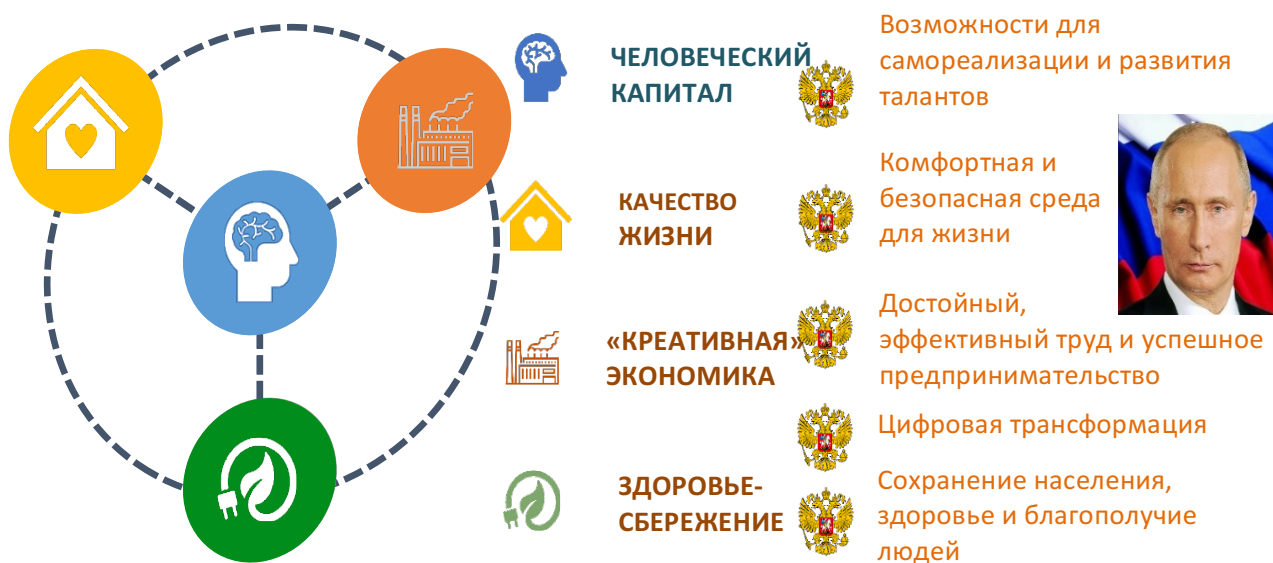 ЧЕЛОВЕЧЕСКИЙ
КАПИТАЛ
Возможности для
самореализации и развития
талантов
КАЧЕСТВО
ЖИЗНИ
Комфортная и
безопасная среда
для жизни
«КРЕАТИВНАЯ»
ЭКОНОМИКА
Достойный,
эффективный труд и успешное
предпринимательство
Цифровая трансформация
ЗДОРОВЬЕ-
СБЕРЕЖЕНИЕ
Сохранение населения,
здоровье и благополучие
людей